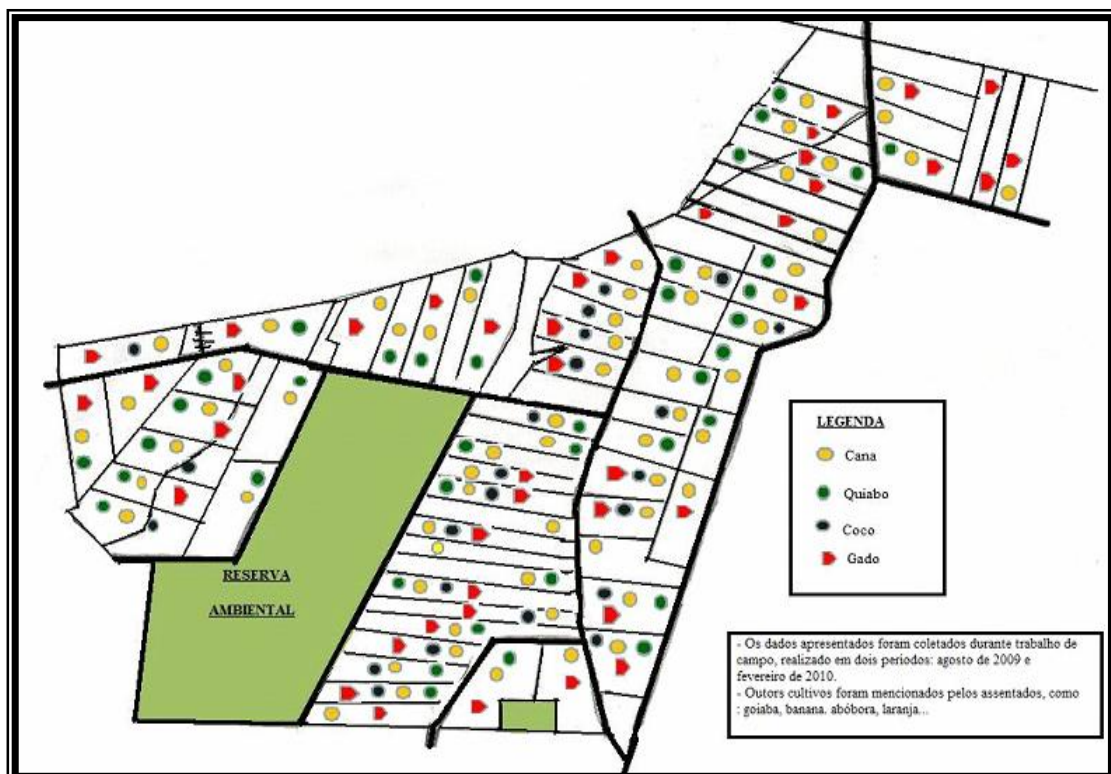 LEGENDA
Cana
Quiabo
Coco
Gado
RESERVA
AMBIENTAL
- Os dados apresentados foram coletados durante trabalho de
campo, realizado em dois periodos: agosto de 2009 e
fevereiro de 2010.
- Outors cultivos foram mencionados pelos assentados, como
: goiaba, banana. abóbora, laranja...